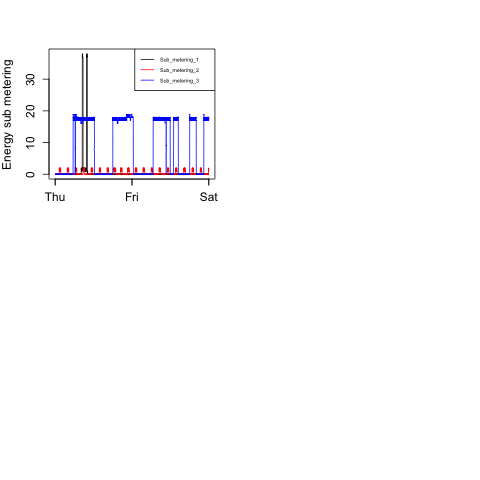 Sub_metering_1
Sub_metering_2
Sub_metering_3
Energy sub metering
30
20
10
0
Thu Fri Sat